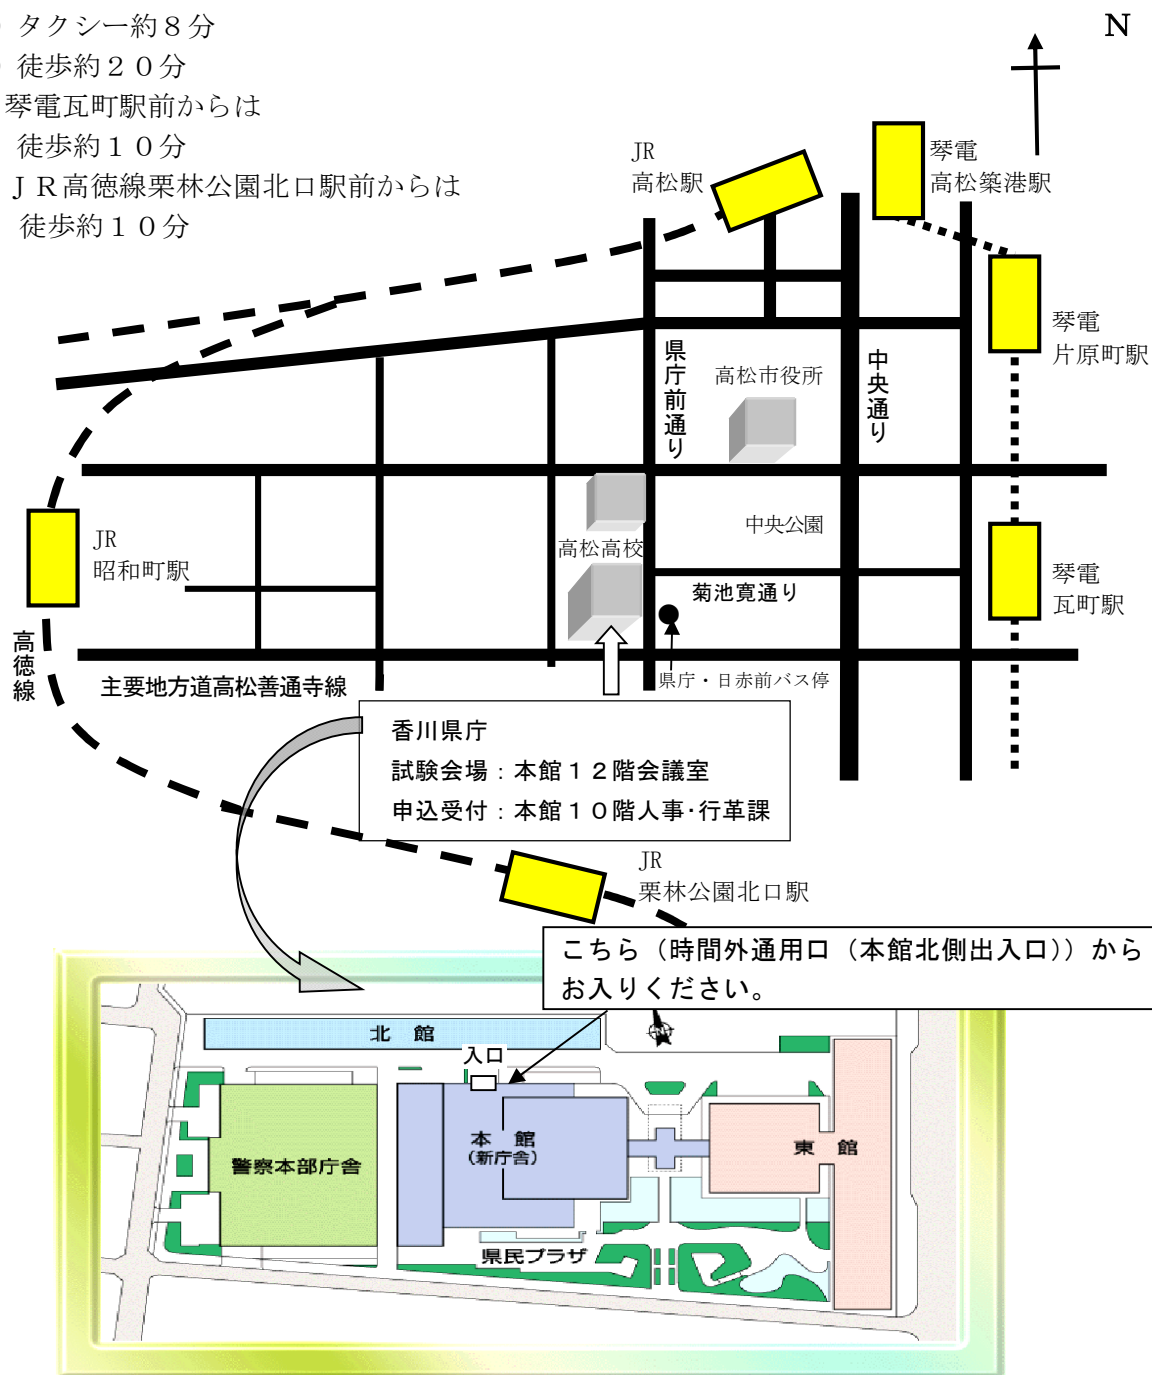 タクシー約８分
徒歩約２０分
琴電瓦町駅前からは
徒歩約１０分
ＪＲ高徳線栗林公園北口駅前からは
徒歩約１０分
N
JR
高松駅
琴電
高松築港駅
琴電
片原町駅
県庁前通り
高松市役所
中央通り
JR
昭和町駅
高松高校
中央公園
菊池寛通り
琴電
瓦町駅
高徳線
主要地方道高松善通寺線
県庁・日赤前バス停
香川県庁
試験会場：本館１２階会議室
申込受付：本館１０階人事・行革課
JR
栗林公園北口駅
こちら（時間外通用口（本館北側出入口））から
お入りください。
北 館
入口
本 館
（新庁舎）
東 館
警察本部庁舎
県民プラザ